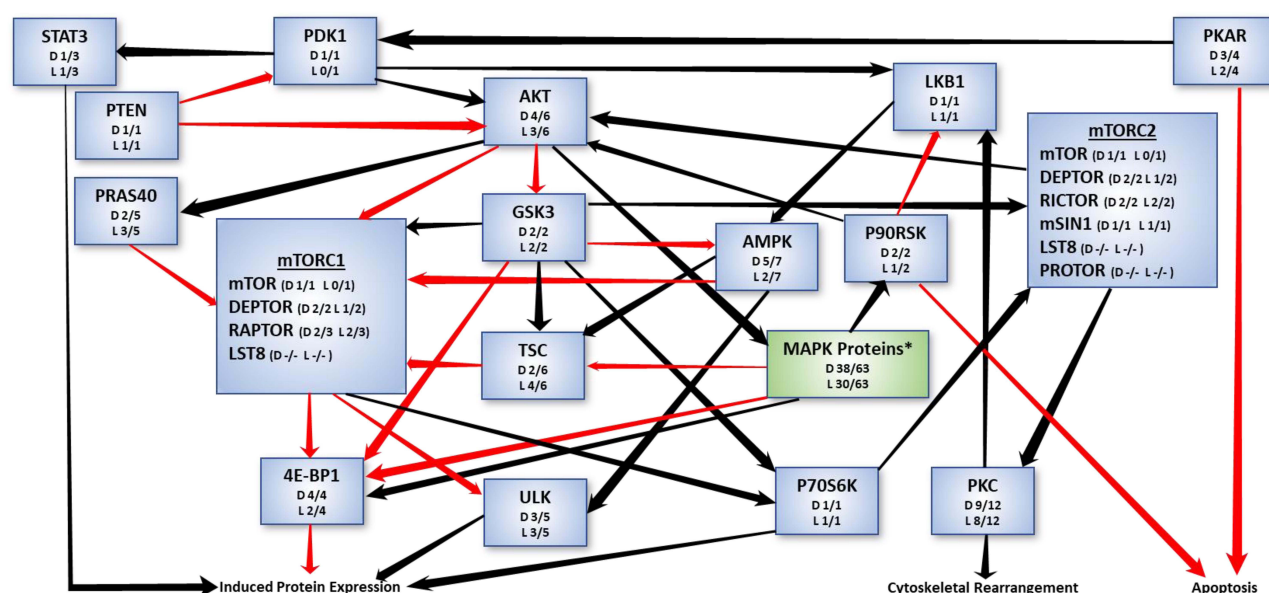 STAT3
D 1/3
L 1/3
PDK1
D 1/1
L 0/1
PKAR
D 3/4
L 2/4
PTEN
D 1/1
L 1/1
AKT
D 4/6
L 3/6
LKB1
D 1/1
L 1/1
mTORC2
mTOR (D 1/1 L 0/1)
DEPTOR (D 2/2 L 1/2)
RICTOR (D 2/2 L 2/2)
mSIN1 (D 1/1 L 1/1)
LST8 (D -/- L -/- )
PROTOR (D -/- L -/- )
PRAS40
D 2/5
L 3/5
GSK3
D 2/2
L 2/2
AMPK
D 5/7
L 2/7
P90RSK
D 2/2
L 1/2
mTORC1
mTOR (D 1/1 L 0/1)
DEPTOR (D 2/2 L 1/2)
RAPTOR (D 2/3 L 2/3)
LST8 (D -/- L -/- )
TSC
D 2/6
L 4/6
MAPK Proteins*
D 38/63
L 30/63
4E-BP1
D 4/4
L 2/4
ULK
D 3/5
L 3/5
P70S6K
D 1/1
L 1/1
PKC
D 9/12
L 8/12
Induced Protein Expression
Cytoskeletal Rearrangement
Apoptosis